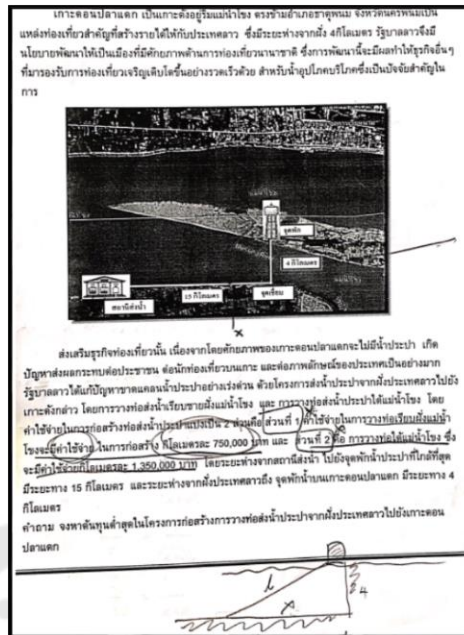 เกาะดอนปลาแดก เป็นเกาะตั้งอยู่ริมแม่น้ำโขง ตรงข้ามอำเภอธาตุพนม จังหวัดนครพนมเป็น
แหล่งท่องเที่ยวสำคัญที่สร้างรายได้ให้กับประเทศลาว ซึ่งมีระยะห่างจากฝั่ง 4กิโลเมตร รัฐบาลลาวจึงมี
นโยบายพัฒนาให้เป็นเมืองที่มีศักยภาพด้านการท่องเที่ยวนานาชาติ ซึ่งการพัฒนานี้จะมีผลทำให้ธุรกิจอื่นๆ
ที่มารองรับการท่องเที่ยวเจริญเติบโตขึ้นอย่างรวดเร็วด้วย สำหรับน้ำอุปโภคบริโภคซึ่งเป็นปัจจัยสำคัญใน
การ
จุดพัก
4 กิโลเมตร
15 กิโลเมตร
จุดเชื่อม
สถานีส่งน้ำ
x
ส่งเสริมธุรกิจท่องเที่ยวนั้น เนื่องจากโดยศักยภาพของเกาะดอนปลาแดกจะไม่มีน้ำประปา เกิด
ปัญหาส่งผลกระทบต่อประชาชน ต่อนักท่องเที่ยวบนเกาะ และต่อภาพลักษณ์ของประเทศเป็นอย่างมาก
รัฐบาลลาวได้แก้ปัญหาขาดแคลนน้ำประปาอย่างเร่งด่วน ด้วยโครงการส่งน้ำประปาจากฝั่งประเทศลาวไปยัง
เกาะดังกล่าว โดยการวางท่อส่งน้ำเรียบชายฝั่งแม่น้ำโขง และ การวางท่อส่งน้ำประปาใต้แม่น้ำโขง โดย
ค่าใช้จ่ายในการก่อสร้างท่อส่งน้ำประปาแบ่งเป็น 2 ส่วนคือ ส่วนที่ 1 ค่าใช้จ่ายในการวางท่อเรียบฝั่งแม่น้ำ
โขงจะมีค่าใช้จ่าย ในการก่อสร้าง กิโลเมตรละ 750,000 บาท และ ส่วนที่ 2 คือ การวางท่อใต้แม่น้ำโขง ซึ่ง
จะมีค่าใช้จ่ายกิโลเมตรละ 1,350,000 บาท โดยระยะห่างจากสถานีส่งน้ำ ไปยังจุดพักน้ำประปาที่ใกล้ที่สุด
มีระยะทาง 15 กิโลเมตร และระยะห่างจากฝั่งประเทศลาวถึง จุดพักน้ำบนเกาะดอนปลาแดก มีระยะทาง 4
กิโลเมตร
คำถาม จงหาต้นทุนต่ำสุดในโครงการก่อสร้างการวางท่อส่งน้ำประปาจากฝั่งประเทศลาวไปยังเกาะดอน
ปลาแดก
l
4
x